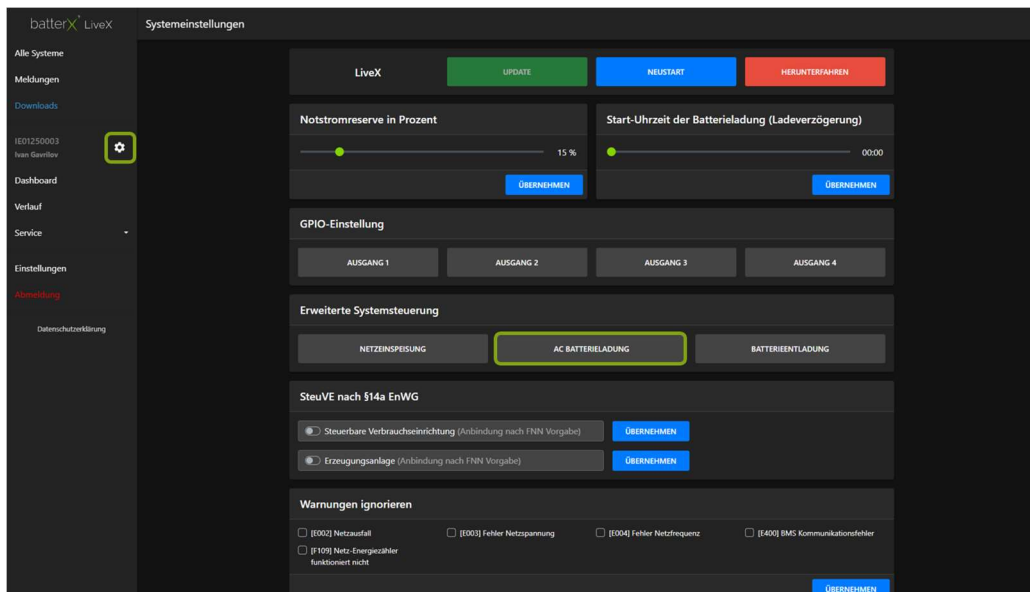 batterX LiveX
Systemeinstellungen
Alle Systeme
Meldungen
Downloads
IE01250003
Ivan Gavrilov
Dashboard
Verlauf
Service
Einstellungen
Abmeldung
Datenschutzerklärung
LiveX
UPDATE
NEUSTART
HERUNTERFAHREN
Notstromreserve in Prozent
15 %
ÜBERNEHMEN
Start-Uhrzeit der Batterieladung (Ladeverzögerung)
00:00
ÜBERNEHMEN
GPIO-Einstellung
AUSGANG 1
AUSGANG 2
AUSGANG 3
AUSGANG 4
Erweiterte Systemsteuerung
NETZEINSPEISUNG
AC BATTERIELADUNG
BATTERIEENTLADUNG
SteuVE nach §14a EnWG
Steuerbare Verbrauchseinrichtung (Anbindung nach FNN Vorgabe)
ÜBERNEHMEN
Erzeugungsanlage (Anbindung nach FNN Vorgabe)
ÜBERNEHMEN
Warnungen ignorieren
[E002] Netzausfall
[E003] Fehler Netzspannung
[E004] Fehler Netzfrequenz
[E400] BMS Kommunikationsfehler
[F109] Netz-Energiezähler
funktioniert nicht
ÜBERNEHMEN